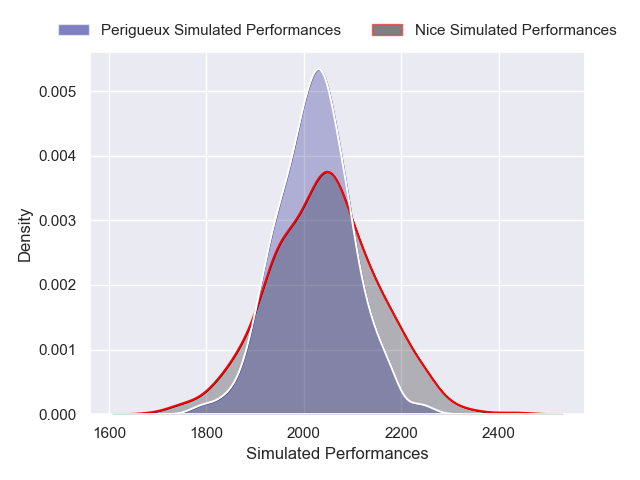 Perigueux Simulated Performances Nice Simulated Performances
0.005
0.004
0.003
0.002
0.001
0.000
Density
1600 1800 2000 2200 2400
Simulated Performances